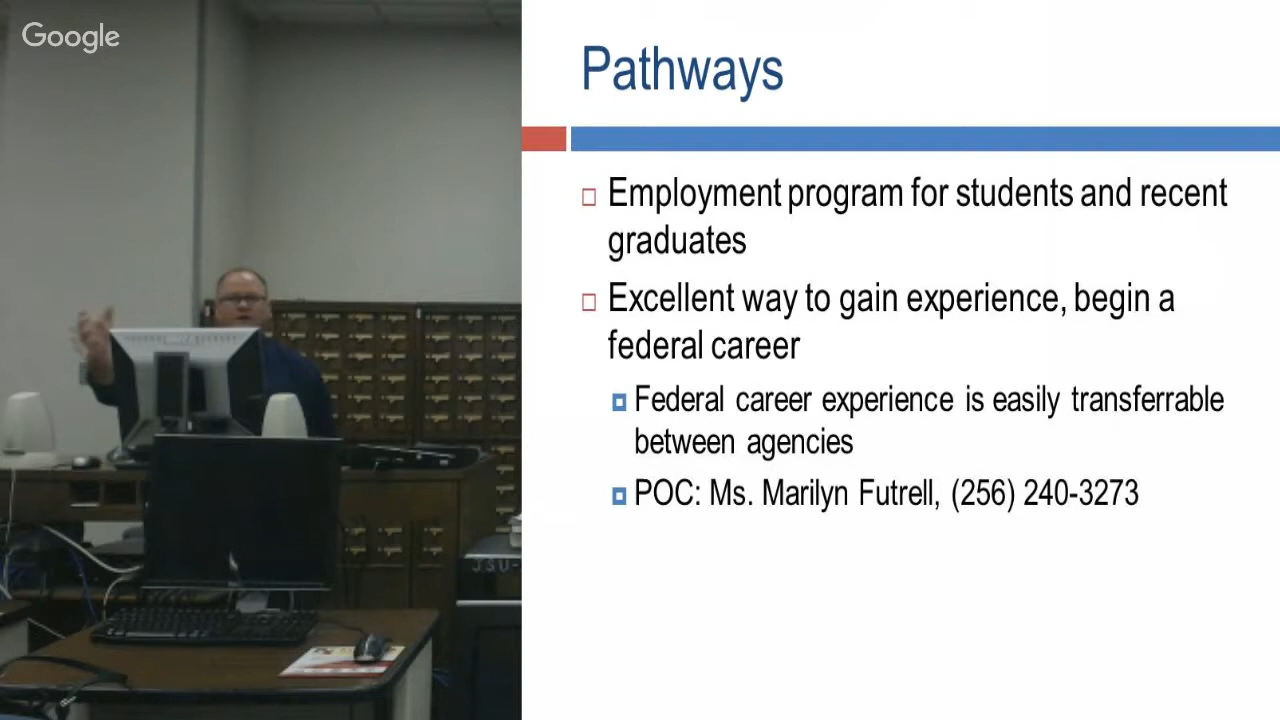 Google
Pathways
Employment program for students and recent
graduates
Excellent way to gain experience, begin a
federal career
Federal career experience is easily transferrable
between agencies
POC: Ms. Marilyn Futrell, (256) 240-3273
JSU-